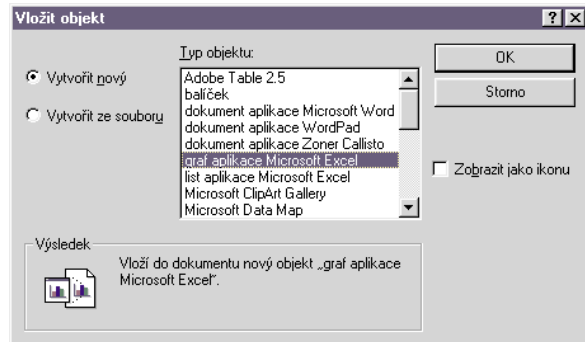 Vložit objekt
Typ objektu:
Vytvořit nový
Vytvořit ze souboru
Adobe Table 2.5
balíček
dokument aplikace Microsoft Word
dokument aplikace WordPad
dokument aplikace Zoner Callisto
graf aplikace Microsoft Excel
list aplikace Microsoft Excel
Microsoft ClipArt Gallery
Microsoft Data Map
OK
Storno
Zobrazit jako ikonu
Výsledek
Vloží do dokumentu nový objekt „graf aplikace
Microsoft Excel“.